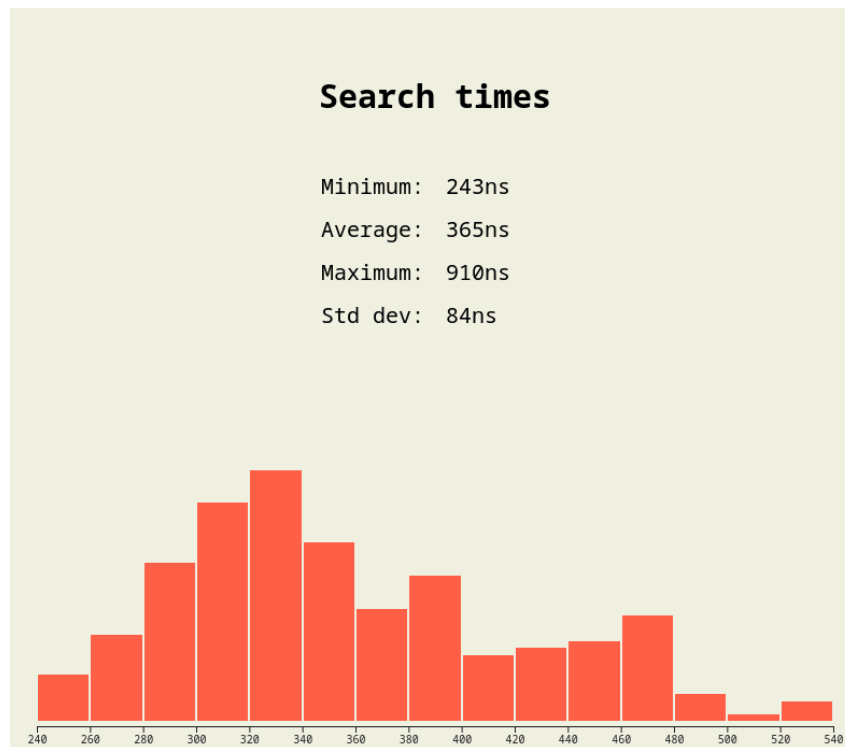 Search times
Minimum: 243ns
Average: 365ns
Maximum: 910ns
Std dev: 84ns
240 260 280 300 320 340 360 380 400 420 440 460 480 500 520 540